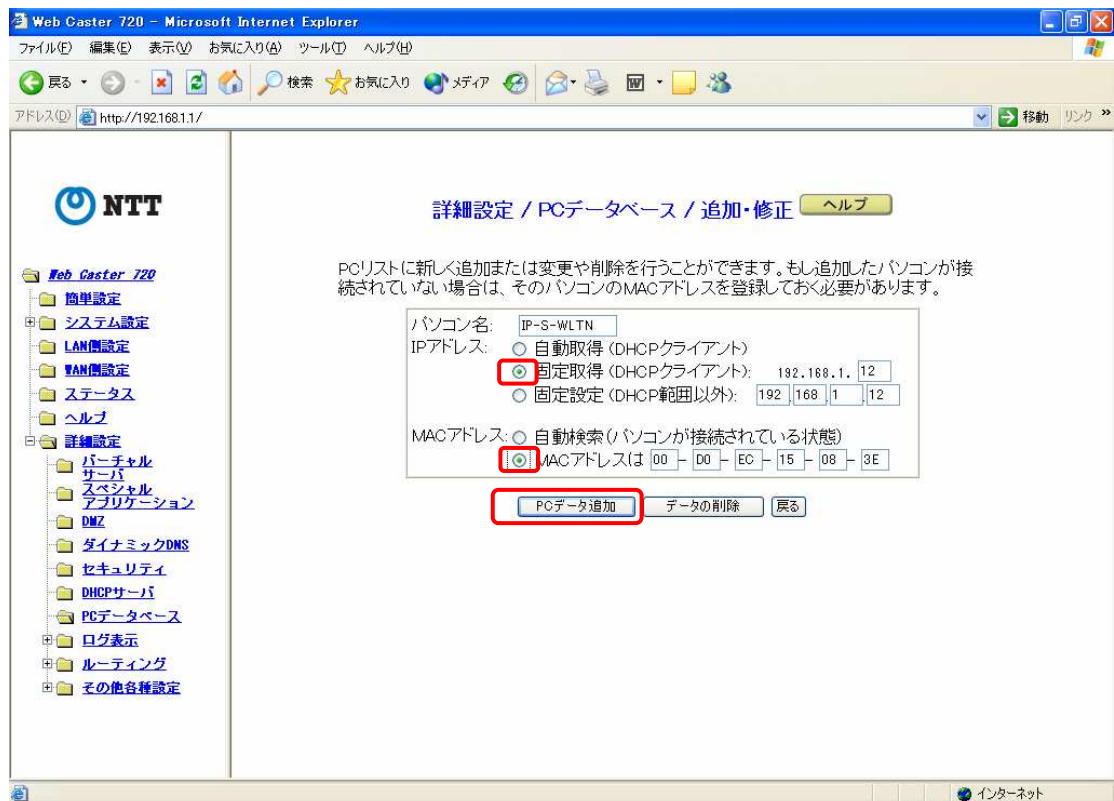 Web Caster 720 - Microsoft Internet Explorer
ファイル(F) 編集(E) 表示(V) お気に入り(A) ツール(T) ヘルプ(H)
戻る 検索 お気に入り メディア
アドレス(D) http://192.168.1.1/ 移動 リンク »
NTT
Web Caster 720
簡単設定
システム設定
LAN側設定
WAN側設定
ステータス
ヘルプ
詳細設定
バーチャル
サーバ
スペシャル
アプリケーション
DMZ
ダイナミックDNS
セキュリティ
DHCPサーバ
PCデータベース
ログ表示
ルーティング
その他各種設定
詳細設定 / PCデータベース / 追加・修正 ヘルプ
PCリストに新しく追加または変更や削除を行うことができます。もし追加したパソコンが接
続されていない場合は、そのパソコンのMACアドレスを登録しておく必要があります。
パソコン名: IP-S-WLTN
IPアドレス: 自動取得 (DHCPクライアント)
固定取得 (DHCPクライアント): 192.168.1. 12
固定設定 (DHCP範囲以外): 192 .168 .1 .12
MACアドレス: 自動検索(パソコンが接続されている状態)
MACアドレスは 00 - D0 - EC - 15 - 08 - 3E
PCデータ追加 データの削除 戻る
インターネット